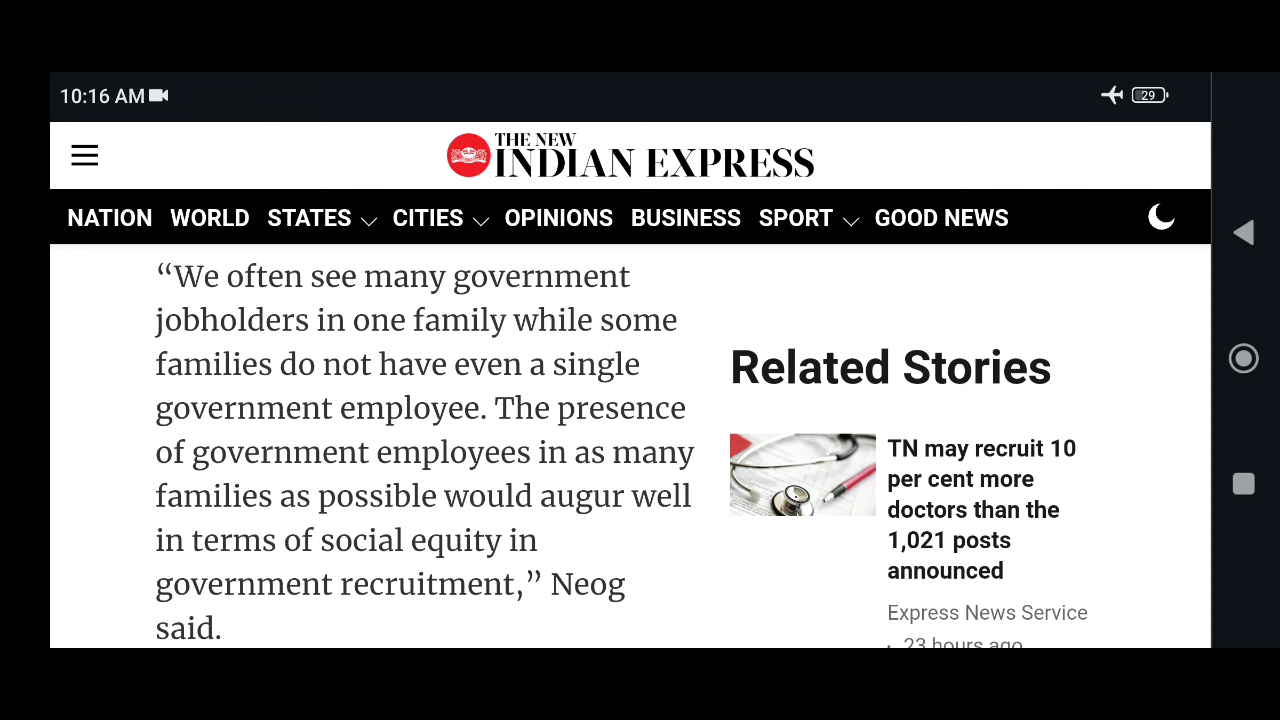 10:16 AM
29
THE NEW
INDIAN EXPRESS
NATION WORLD STATES CITIES OPINIONS BUSINESS SPORT GOOD NEWS
“We often see many government
jobholders in one family while some
families do not have even a single
government employee. The presence
of government employees in as many
families as possible would augur well
in terms of social equity in
government recruitment,” Neog
said.
Related Stories
TN may recruit 10
per cent more
doctors than the
1,021 posts
announced
Express News Service
· 23 hours ago